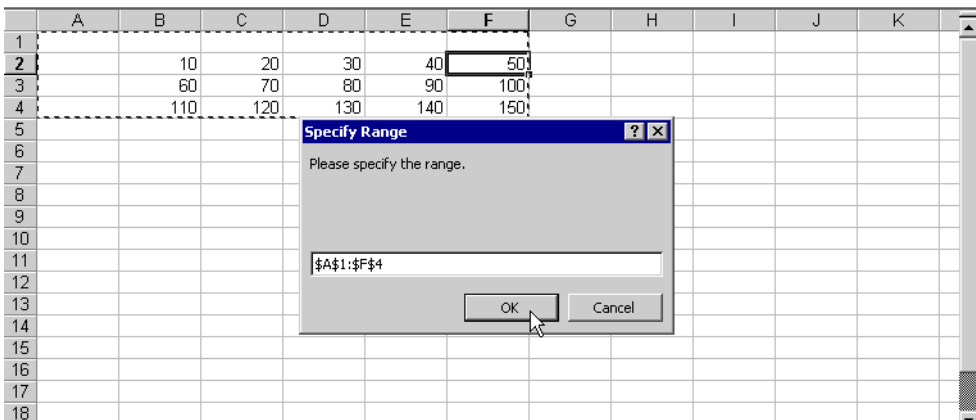 A B C D E F G H I J K
1
2 10 20 30 40 50
3 60 70 80 90 100
4 110 120 130 140 150
5
Specify Range
6
7
Please specify the range.
8
9
10
11
$A$1:$F$4
12
13
OK Cancel
14
15
16
17
18